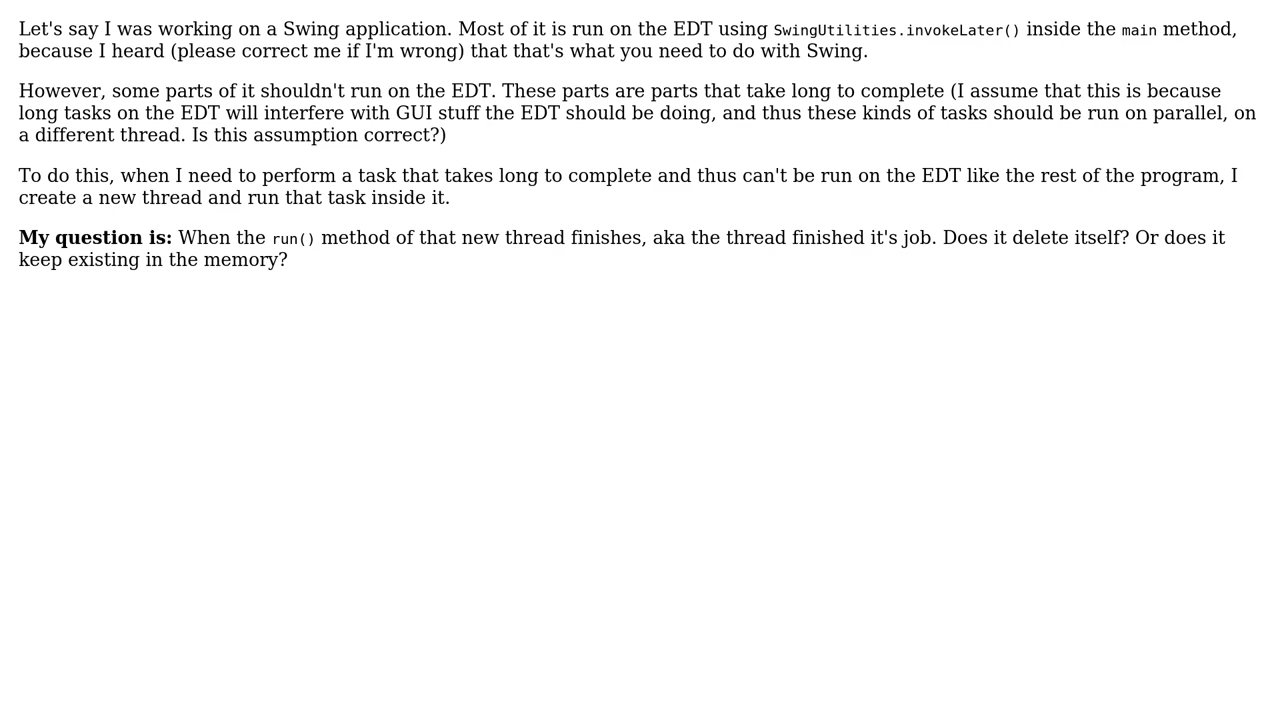 Let's say I was working on a Swing application. Most of it is run on the EDT using SwingUtilities.invokeLater() inside the main method,
because I heard (please correct me if I'm wrong) that that's what you need to do with Swing.
However, some parts of it shouldn't run on the EDT. These parts are parts that take long to complete (I assume that this is because
long tasks on the EDT will interfere with GUI stuff the EDT should be doing, and thus these kinds of tasks should be run on parallel, on
a different thread. Is this assumption correct?)
To do this, when I need to perform a task that takes long to complete and thus can't be run on the EDT like the rest of the program, I
create a new thread and run that task inside it.
My question is: When the run() method of that new thread finishes, aka the thread finished it's job. Does it delete itself? Or does it
keep existing in the memory?